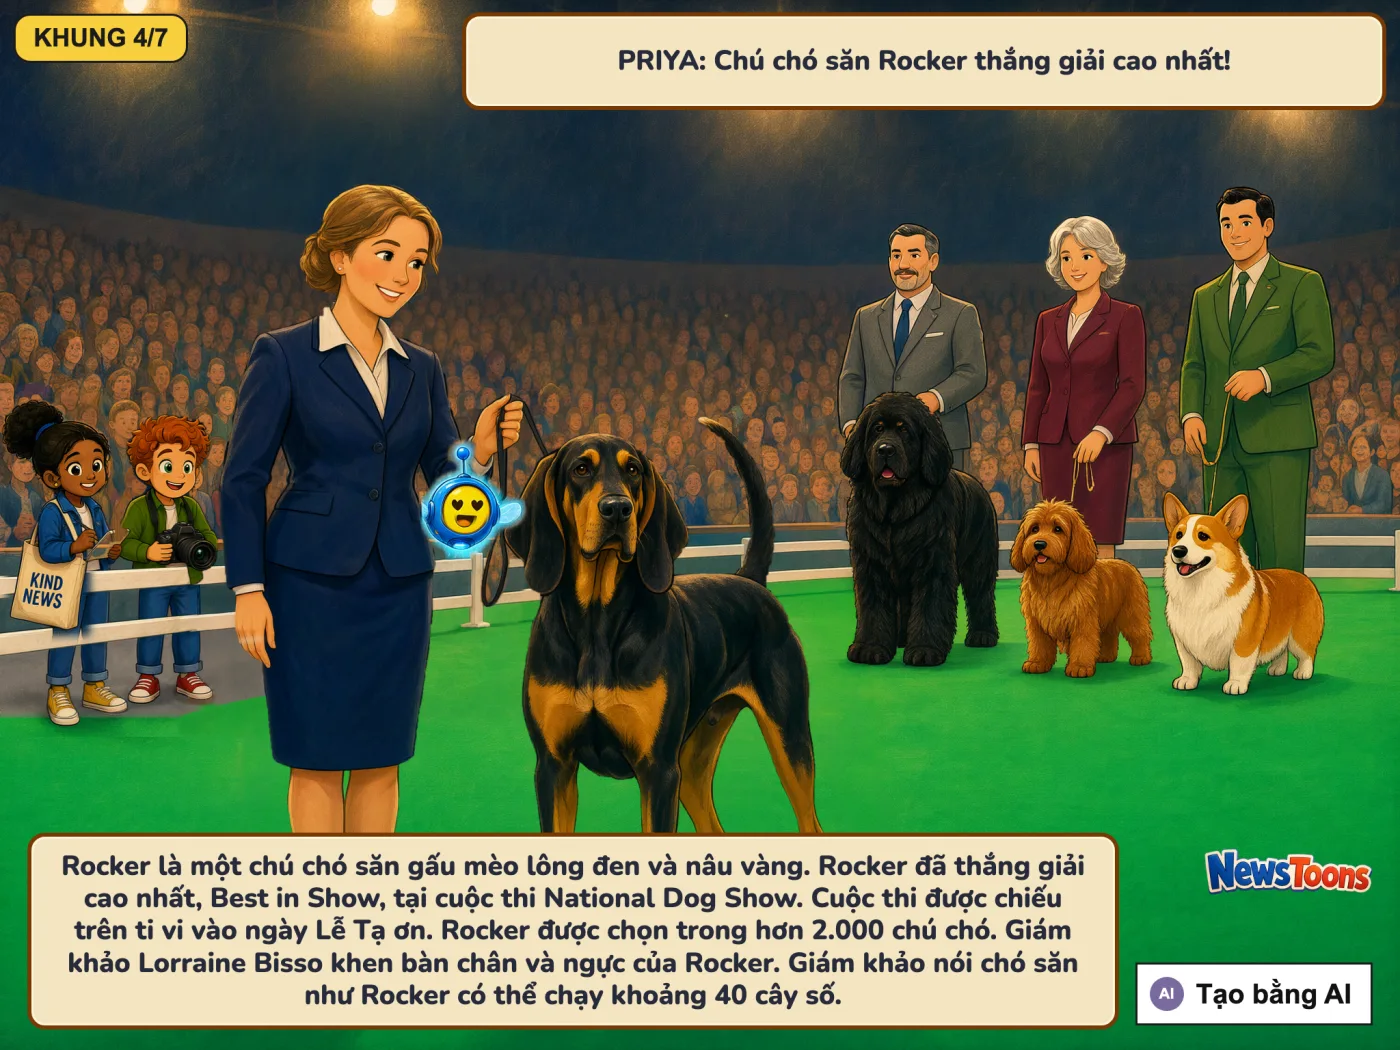 KHUNG 4/7
PRIYA: Chú chó săn Rocker thắng giải cao nhất!
KIND
NEWS
Rocker là một chú chó săn gấu mèo lông đen và nâu vàng. Rocker đã thắng giải
cao nhất, Best in Show, tại cuộc thi National Dog Show. Cuộc thi được chiếu
trên ti vi vào ngày Lễ Tạ ơn. Rocker được chọn trong hơn 2.000 chú chó. Giám
khảo Lorraine Bisso khen bàn chân và ngực của Rocker. Giám khảo nói chó săn
như Rocker có thể chạy khoảng 40 cây số.
NEWSTOONS
AI Tạo bằng AI